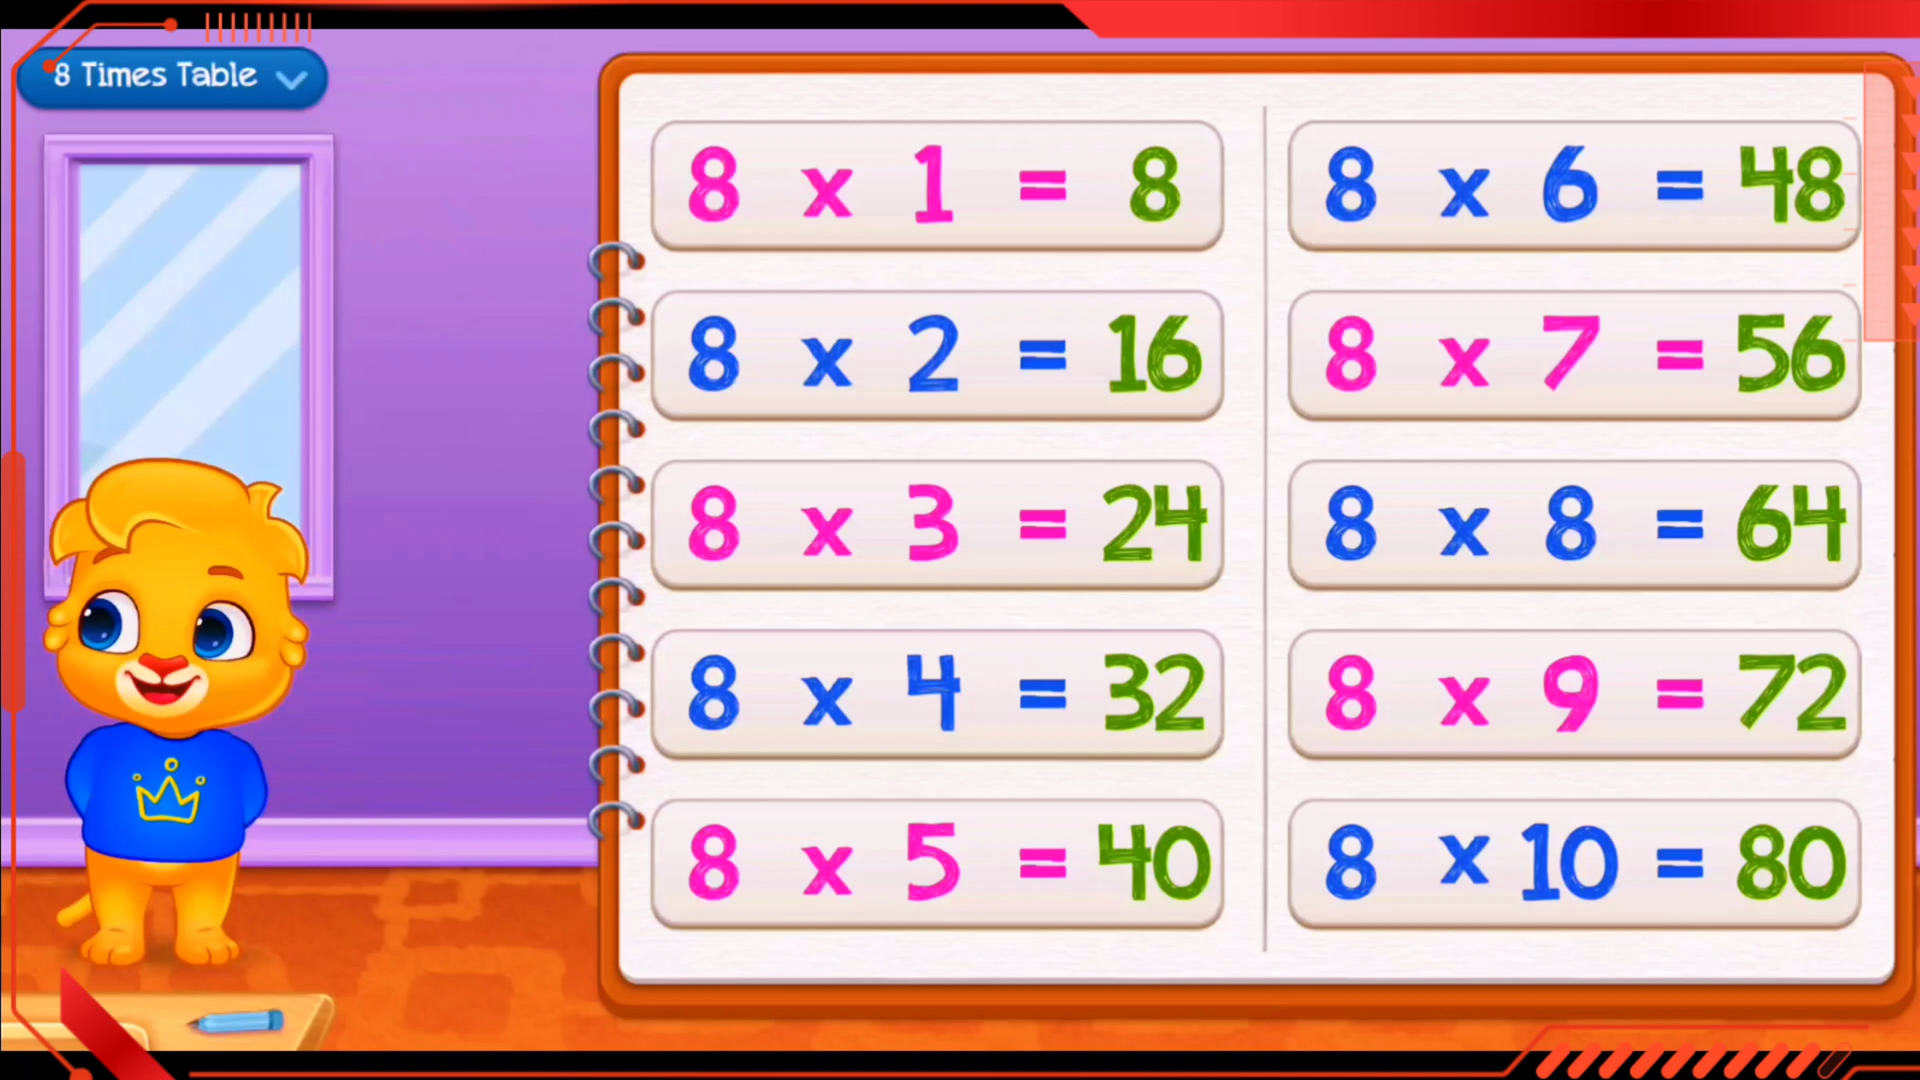 8 Times Table
8 x 1 = 8
8 x 2 = 16
8 x 3 = 24
8 x 4 = 32
8 x 5 = 40
8 x 6 = 48
8 x 7 = 56
8 x 8 = 64
8 x 9 = 72
8 x 10 = 80